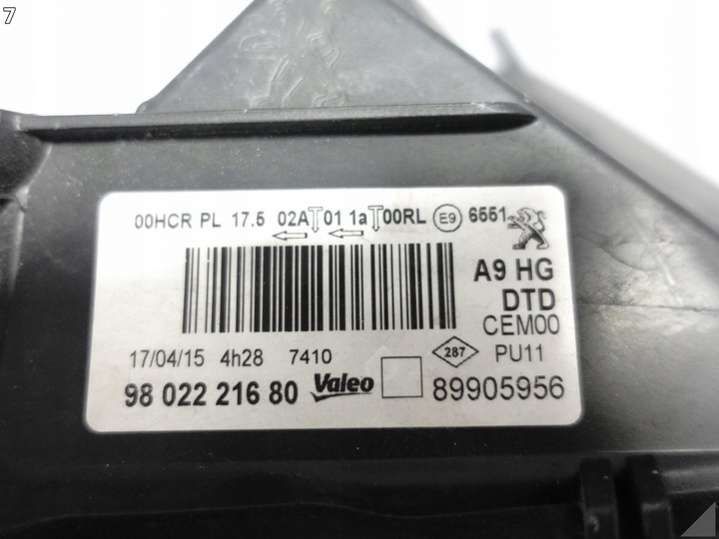 7
00HCR PL 17.5 02A 01 1a 00RL E9 6551
A9 HG
DTD
CEM00
17/04/15 4h28 7410 287 PU11
98 022 216 80 Valeo 89905956